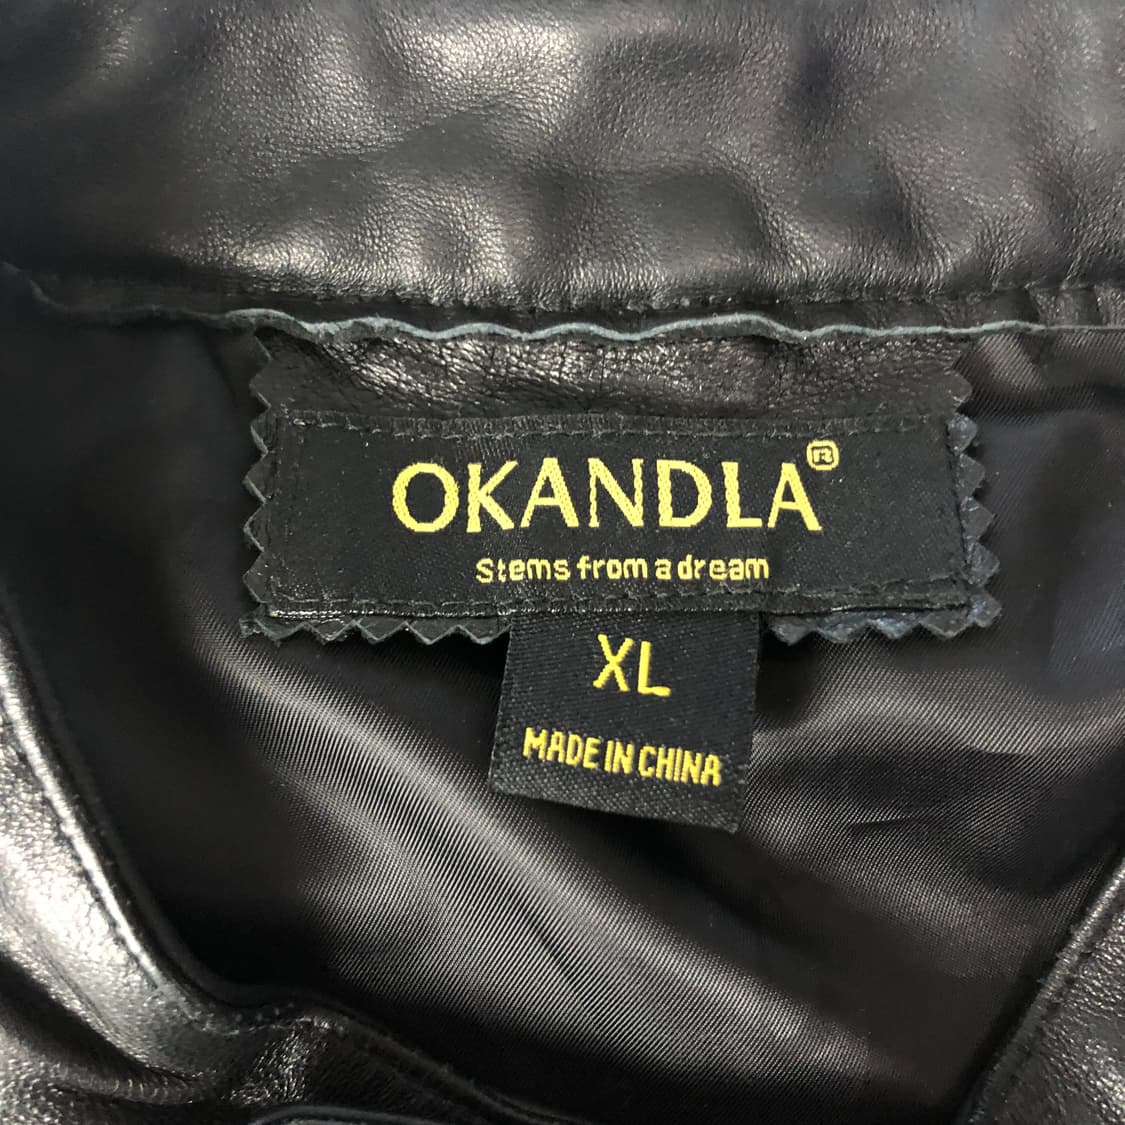 OKANDLA®
Stems from a dream
XL
MADE IN CHINA